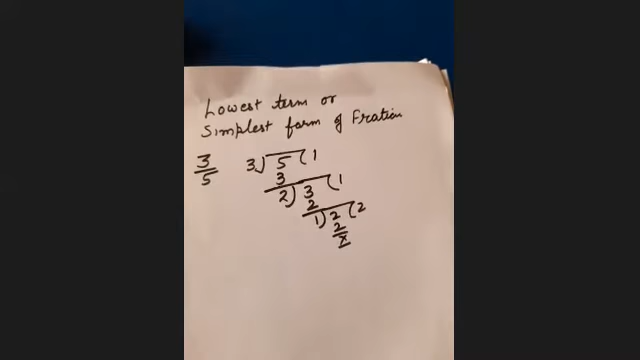 Lowest term or
Simplest form of Fration
3/5 3) 5 ( 1
3
2) 3 ( 1
2
1) 2 ( 2
2
x